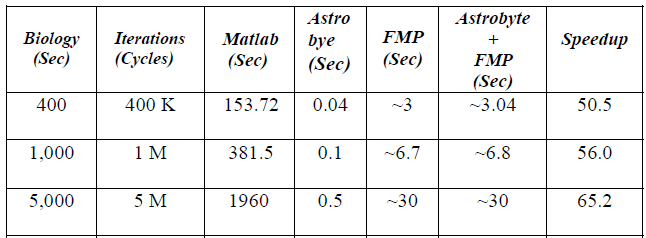 Biology (Sec) Iterations (Cycles) Matlab (Sec) Astro bye (Sec) FMP (Sec) Astrobyte + FMP (Sec) Speedup
400 400 K 153.72 0.04 ~3 ~3.04 50.5
1,000 1 M 381.5 0.1 ~6.7 ~6.8 56.0
5,000 5 M 1960 0.5 ~30 ~30 65.2